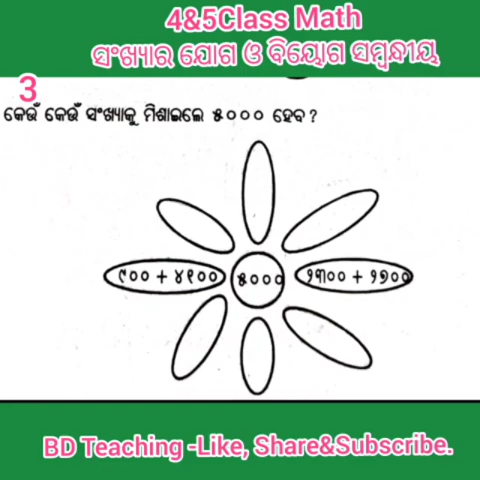 4&5Class Math
ସଂଖ୍ୟାର ଯୋଗ ଓ ବିୟୋଗ ସମ୍ବନ୍ଧୀୟ
3
କେଉଁ କେଉଁ ସଂଖ୍ୟାକୁ ମିଶାଇଲେ ୫୦୦୦ ହେବ ?
୯୦୦ + ୪୧୦୦
୫୦୦୦
୨୩୦୦ + ୨୭୦୦
BD Teaching -Like, Share&Subscribe.